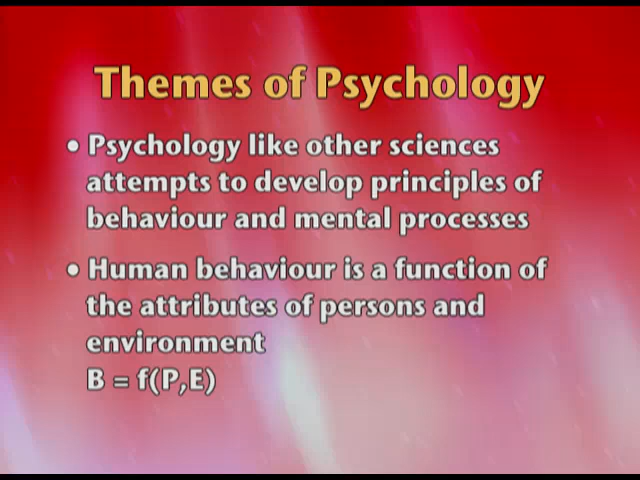 Themes of Psychology
• Psychology like other sciences
attempts to develop principles of
behaviour and mental processes
• Human behaviour is a function of
the attributes of persons and
environment
B = f(P,E)